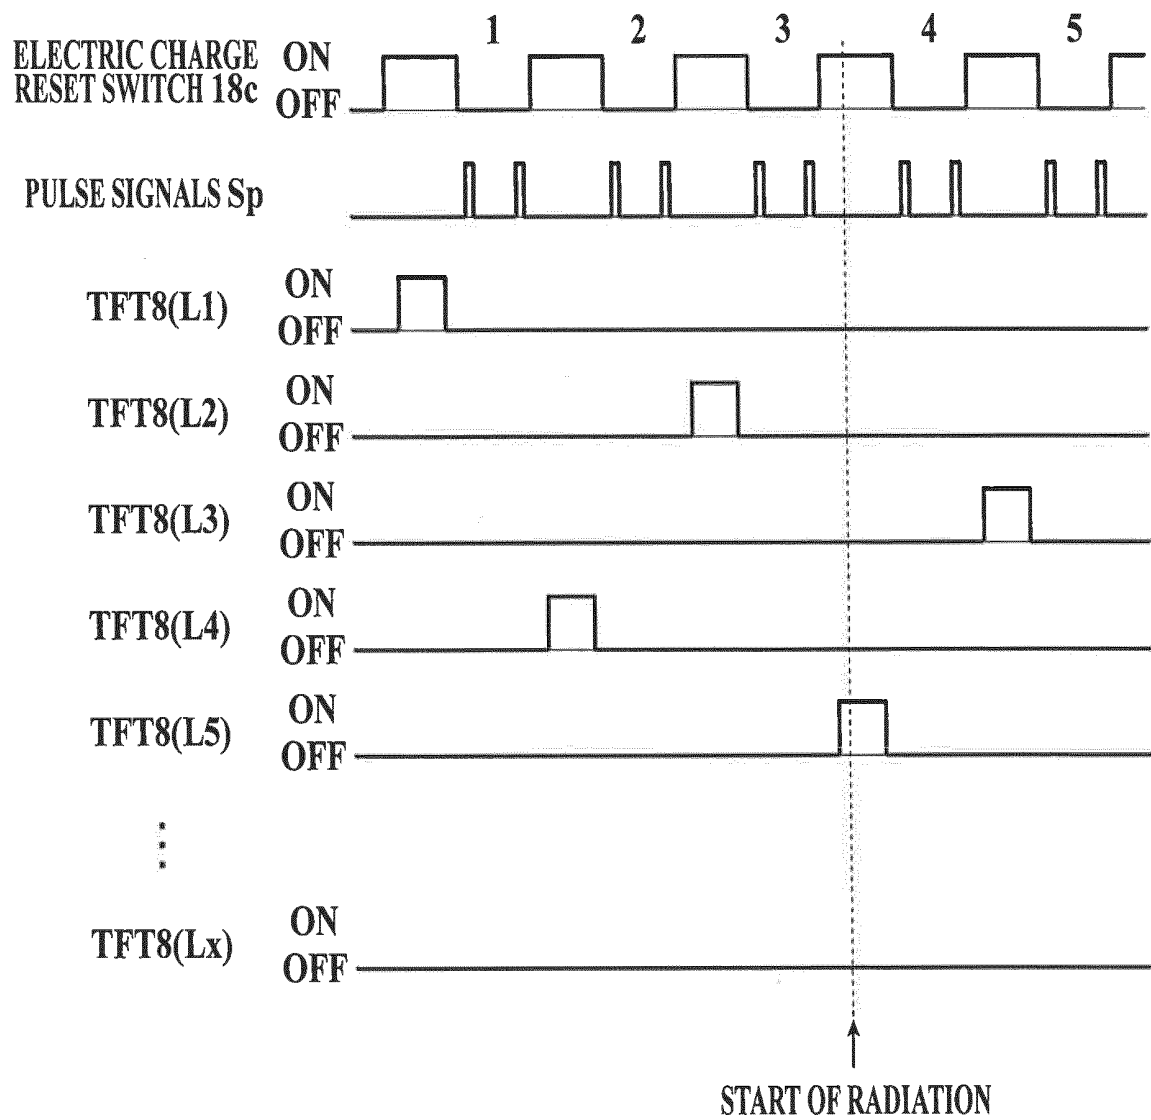 1 2 3 4 5
ELECTRIC CHARGE ON
RESET SWITCH 18c OFF
PULSE SIGNALS Sp
TFT8(L1) ON
OFF
TFT8(L2) ON
OFF
TFT8(L3) ON
OFF
TFT8(L4) ON
OFF
TFT8(L5) ON
OFF
TFT8(Lx) ON
OFF
START OF RADIATION